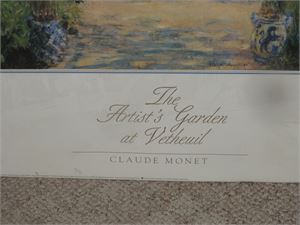 The
Artist's Garden
at Vetheuil
CLAUDE MONET